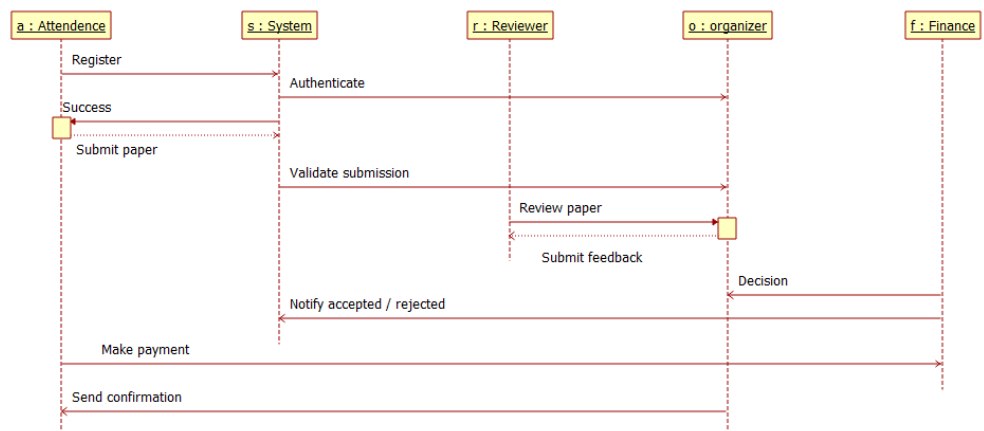 a : Attendence
s : System
r : Reviewer
o : organizer
f : Finance
Register
Authenticate
Success
Submit paper
Validate submission
Review paper
Submit feedback
Decision
Notify accepted / rejected
Make payment
Send confirmation